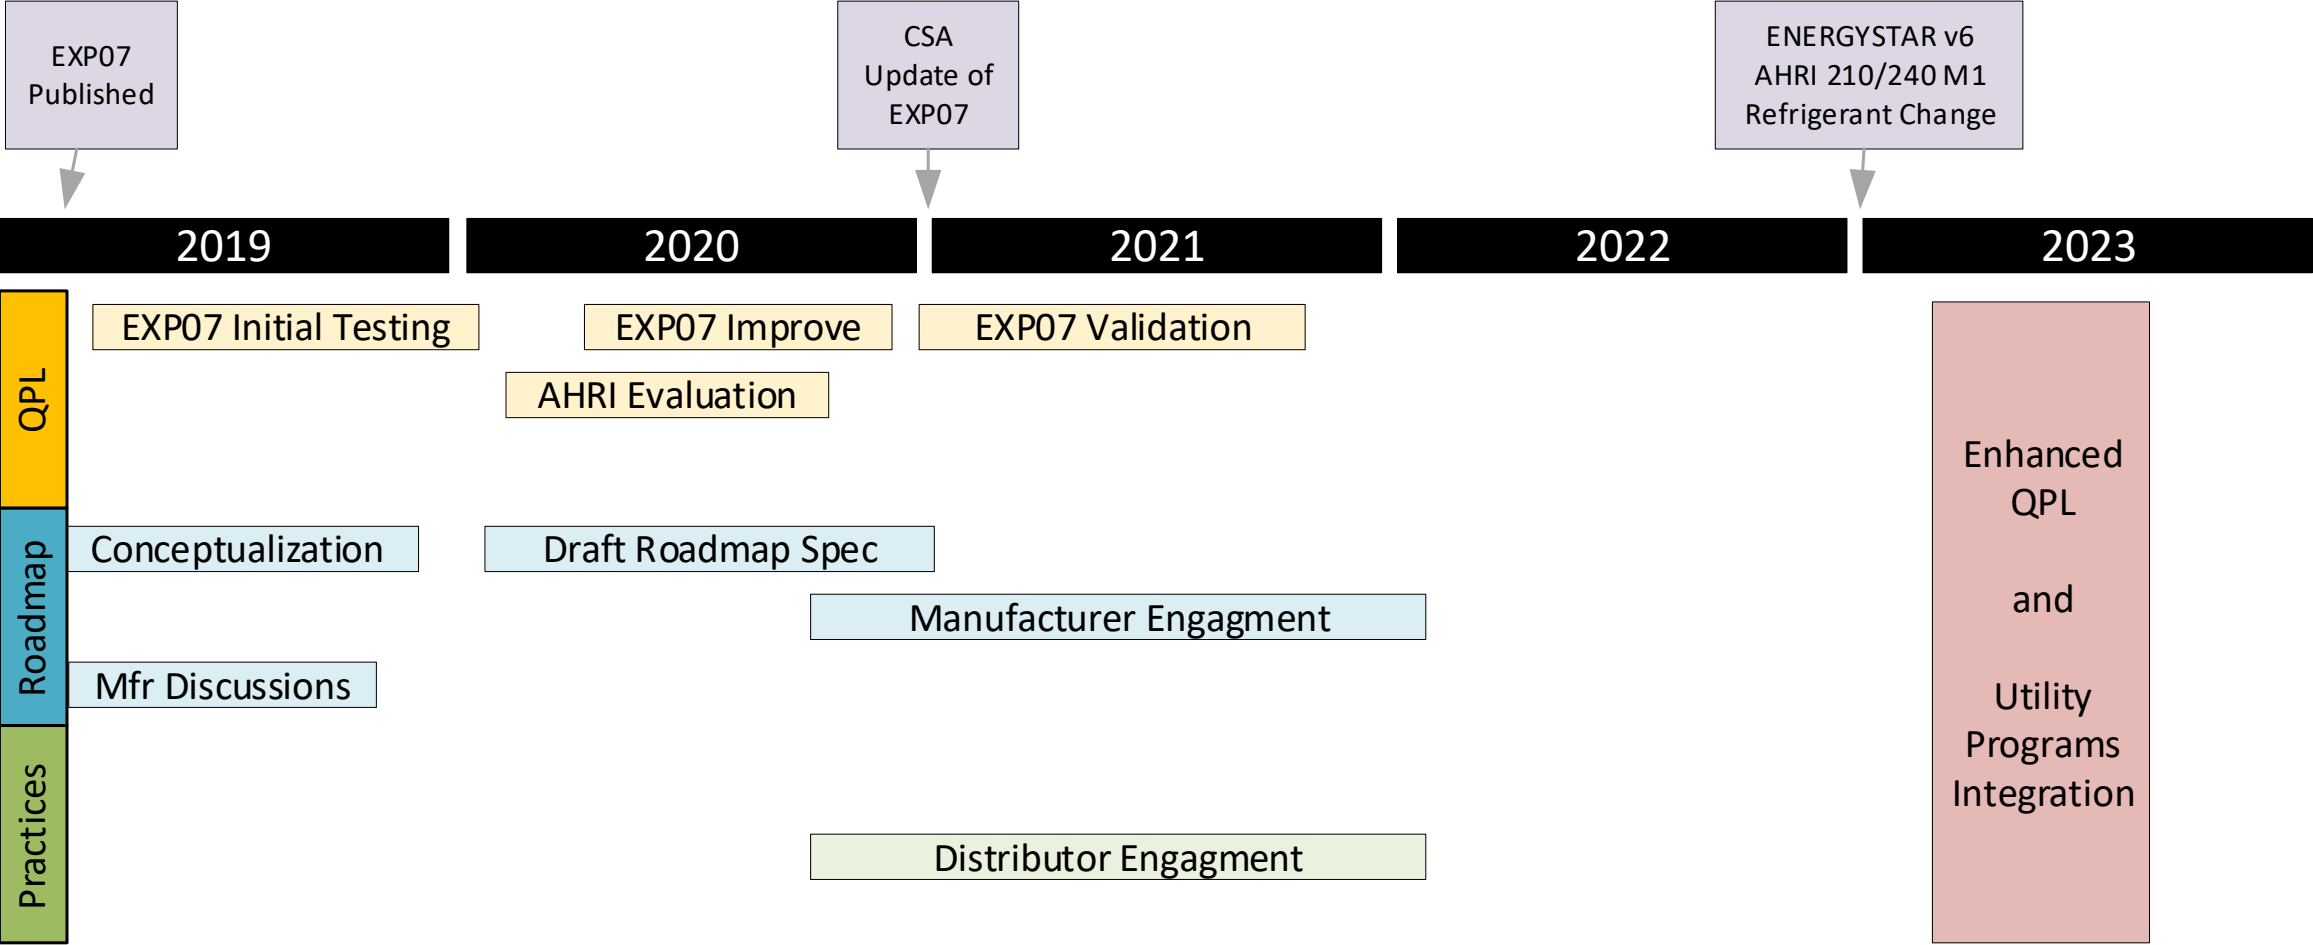 EXP07
Published
CSA
Update of
EXP07
ENERGYSTAR v6
AHRI 210/240 M1
Refrigerant Change
2019
2020
2021
2022
2023
QPL
EXP07 Initial Testing
EXP07 Improve
EXP07 Validation
AHRI Evaluation
Roadmap
Conceptualization
Draft Roadmap Spec
Manufacturer Engagment
Mfr Discussions
Practices
Distributor Engagment
Enhanced
QPL
and
Utility
Programs
Integration